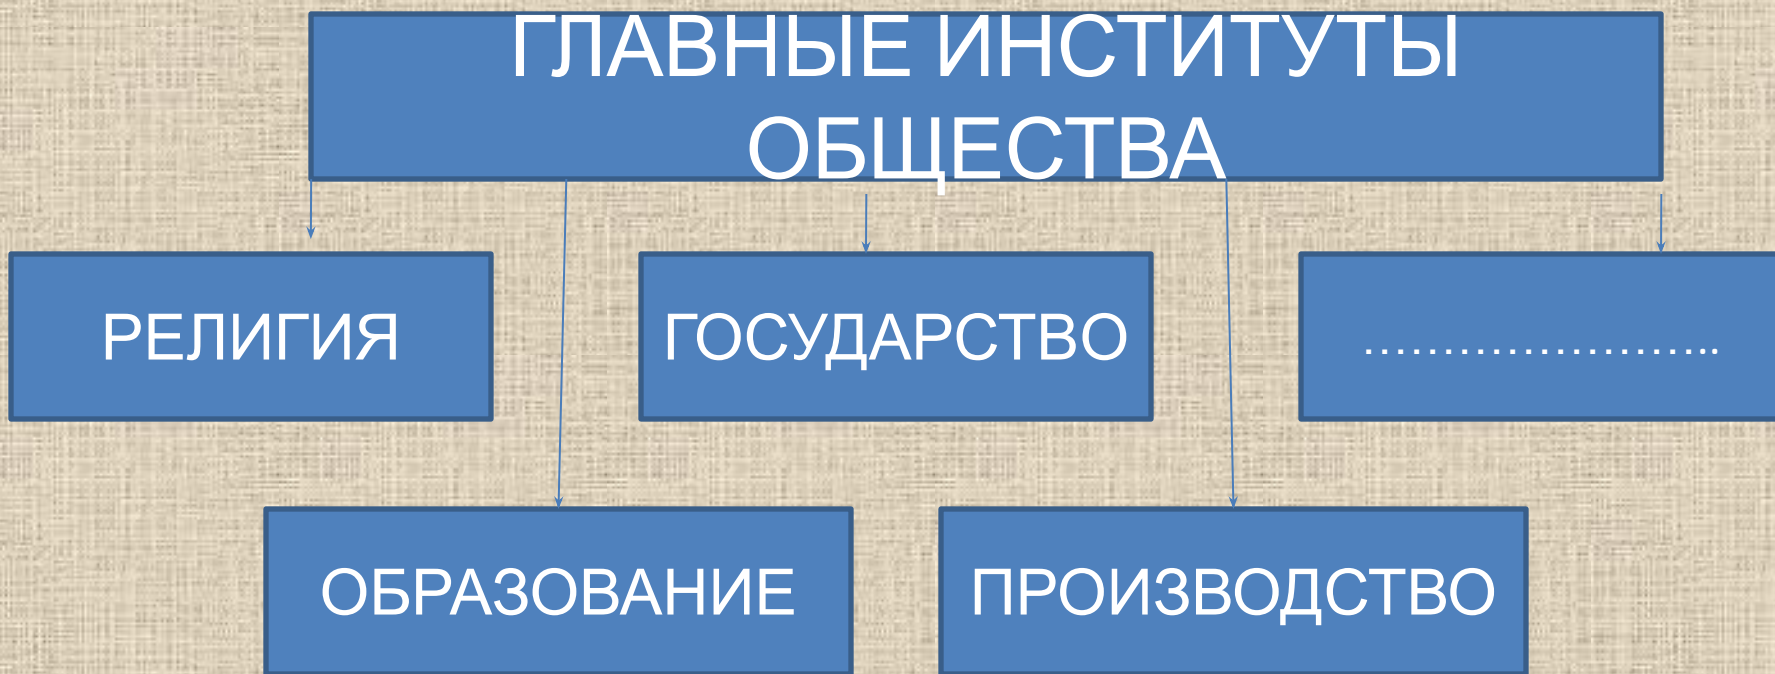 ГЛАВНЫЕ ИНСТИТУТЫ
ОБЩЕСТВА
РЕЛИГИЯ
ГОСУДАРСТВО
……………………..
ОБРАЗОВАНИЕ
ПРОИЗВОДСТВО